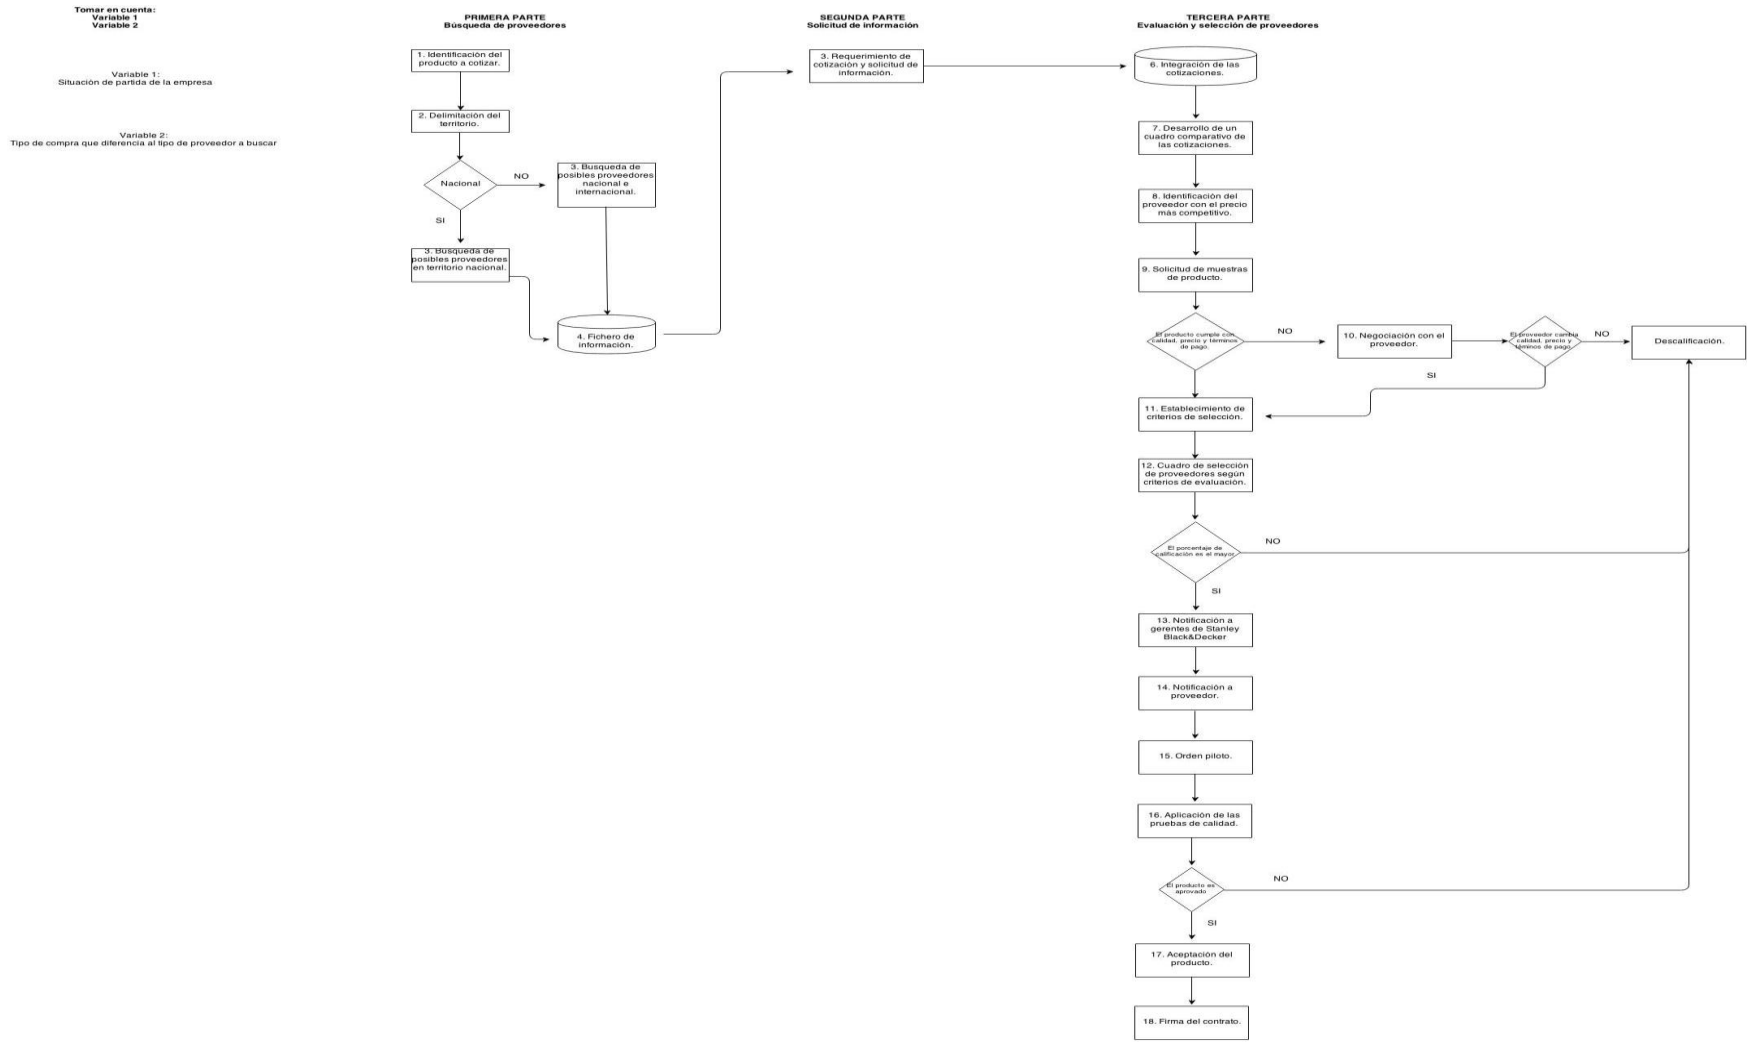 Tomar en cuenta:
Variable 1
Variable 2
Variable 1:
Situación de partida de la empresa
Variable 2:
Tipo de compra que diferencia al tipo de proveedor a buscar
PRIMERA PARTE
Búsqueda de proveedores
1. Identificación del
producto a cotizar.
2. Delimitación del
territorio.
Nacional
NO
SI
3. Busqueda de
posibles proveedores
nacional e
internacional.
3. Busqueda de
posibles proveedores
en territorio nacional.
4. Fichero de
información.
SEGUNDA PARTE
Solicitud de información
3. Requerimiento de
cotización y solicitud de
información.
TERCERA PARTE
Evaluación y selección de proveedores
6. Integración de las
cotizaciones.
7. Desarrollo de un
cuadro comparativo de
las cotizaciones.
8. Identificación del
proveedor con el precio
más competitivo.
9. Solicitud de muestras
de producto.
El producto cumple con
calidad, precio y términos
de pago.
NO
10. Negociación con el
proveedor.
El proveedor cambia
calidad, precio y
téminos de pago
NO
Descalificación.
SI
11. Establecimiento de
criterios de selección.
12. Cuadro de selección
de proveedores según
criterios de evaluación.
El porcentaje de
calificación es el mayor
NO
SI
13. Notificación a
gerentes de Stanley
Black&Decker
14. Notificación a
proveedor.
15. Orden piloto.
16. Aplicación de las
pruebas de calidad.
El producto es
aprovado
NO
SI
17. Aceptación del
producto.
18. Firma del contrato.